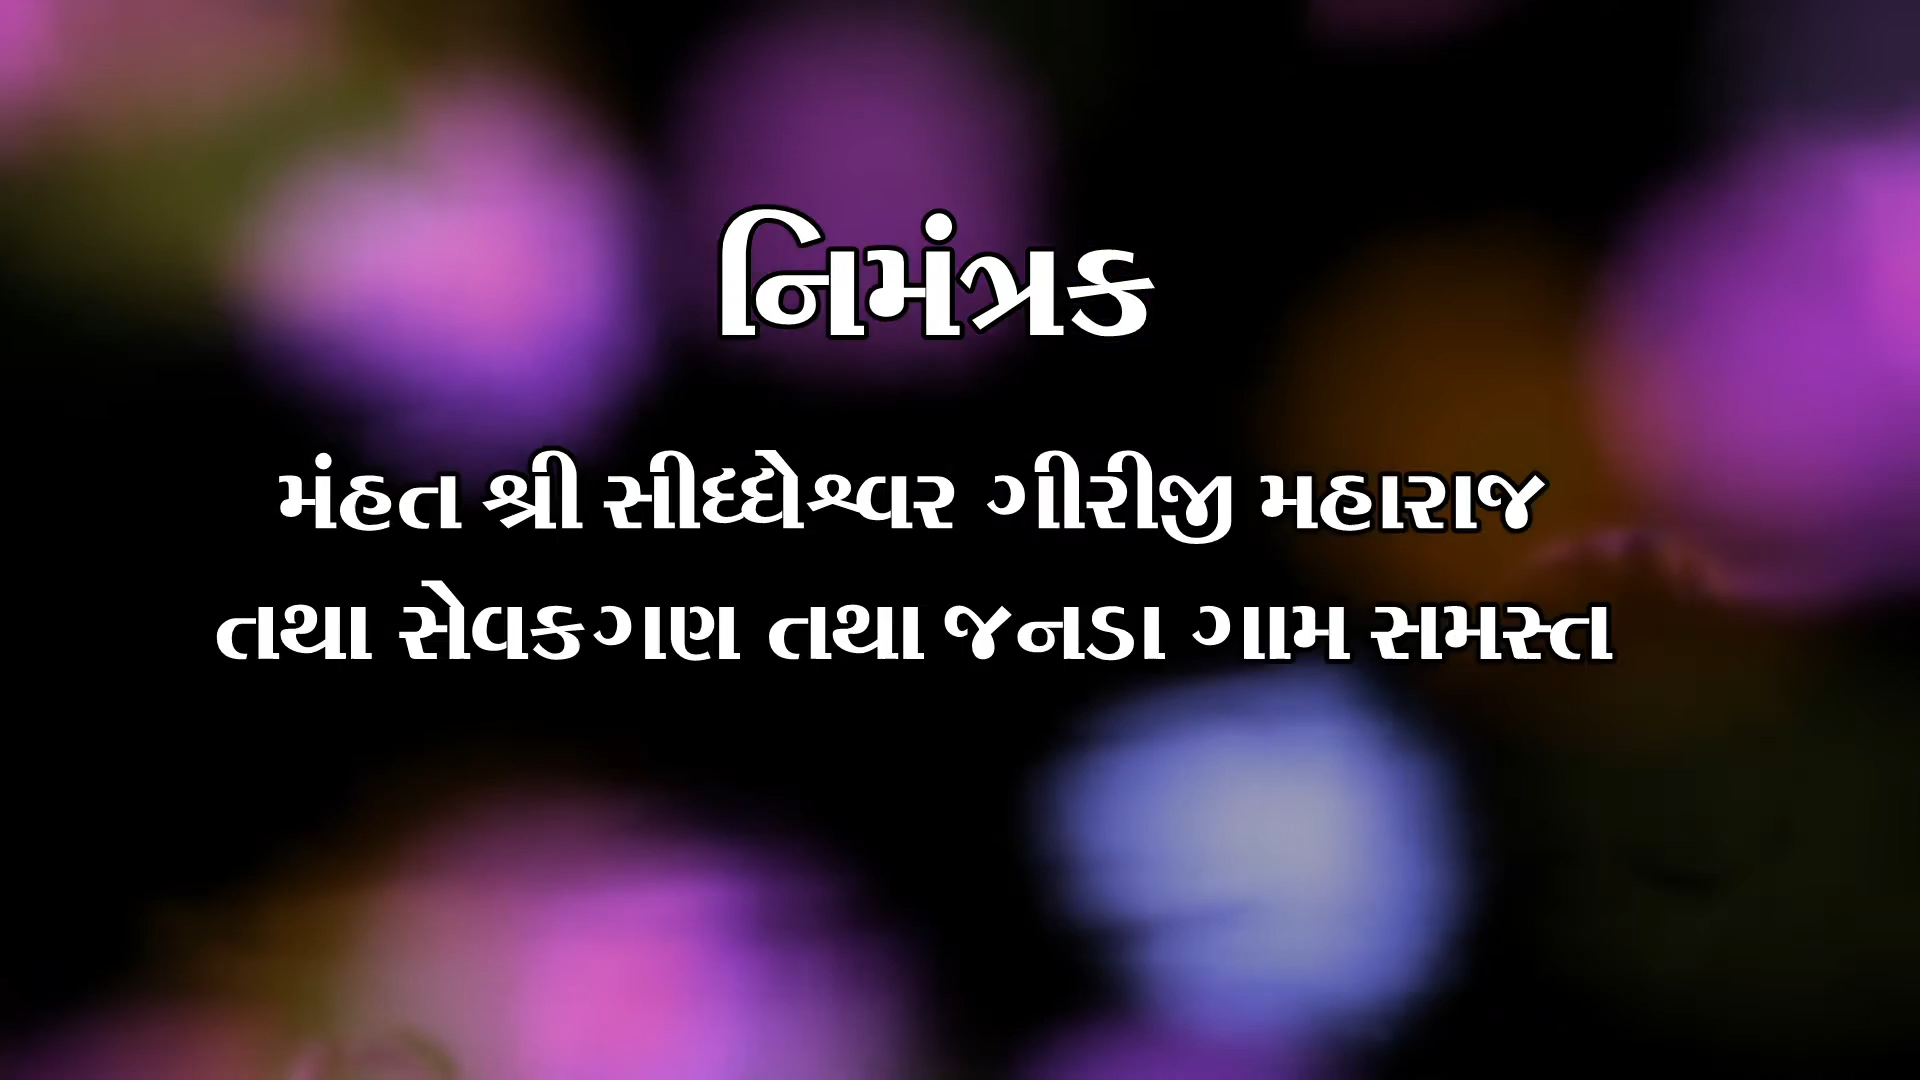 નિમંત્રક
મંહત શ્રી સીધ્ધેશ્વર ગીરીજી મહારાજ
તથા સેવકગણ તથા જનડા ગામ સમસ્ત